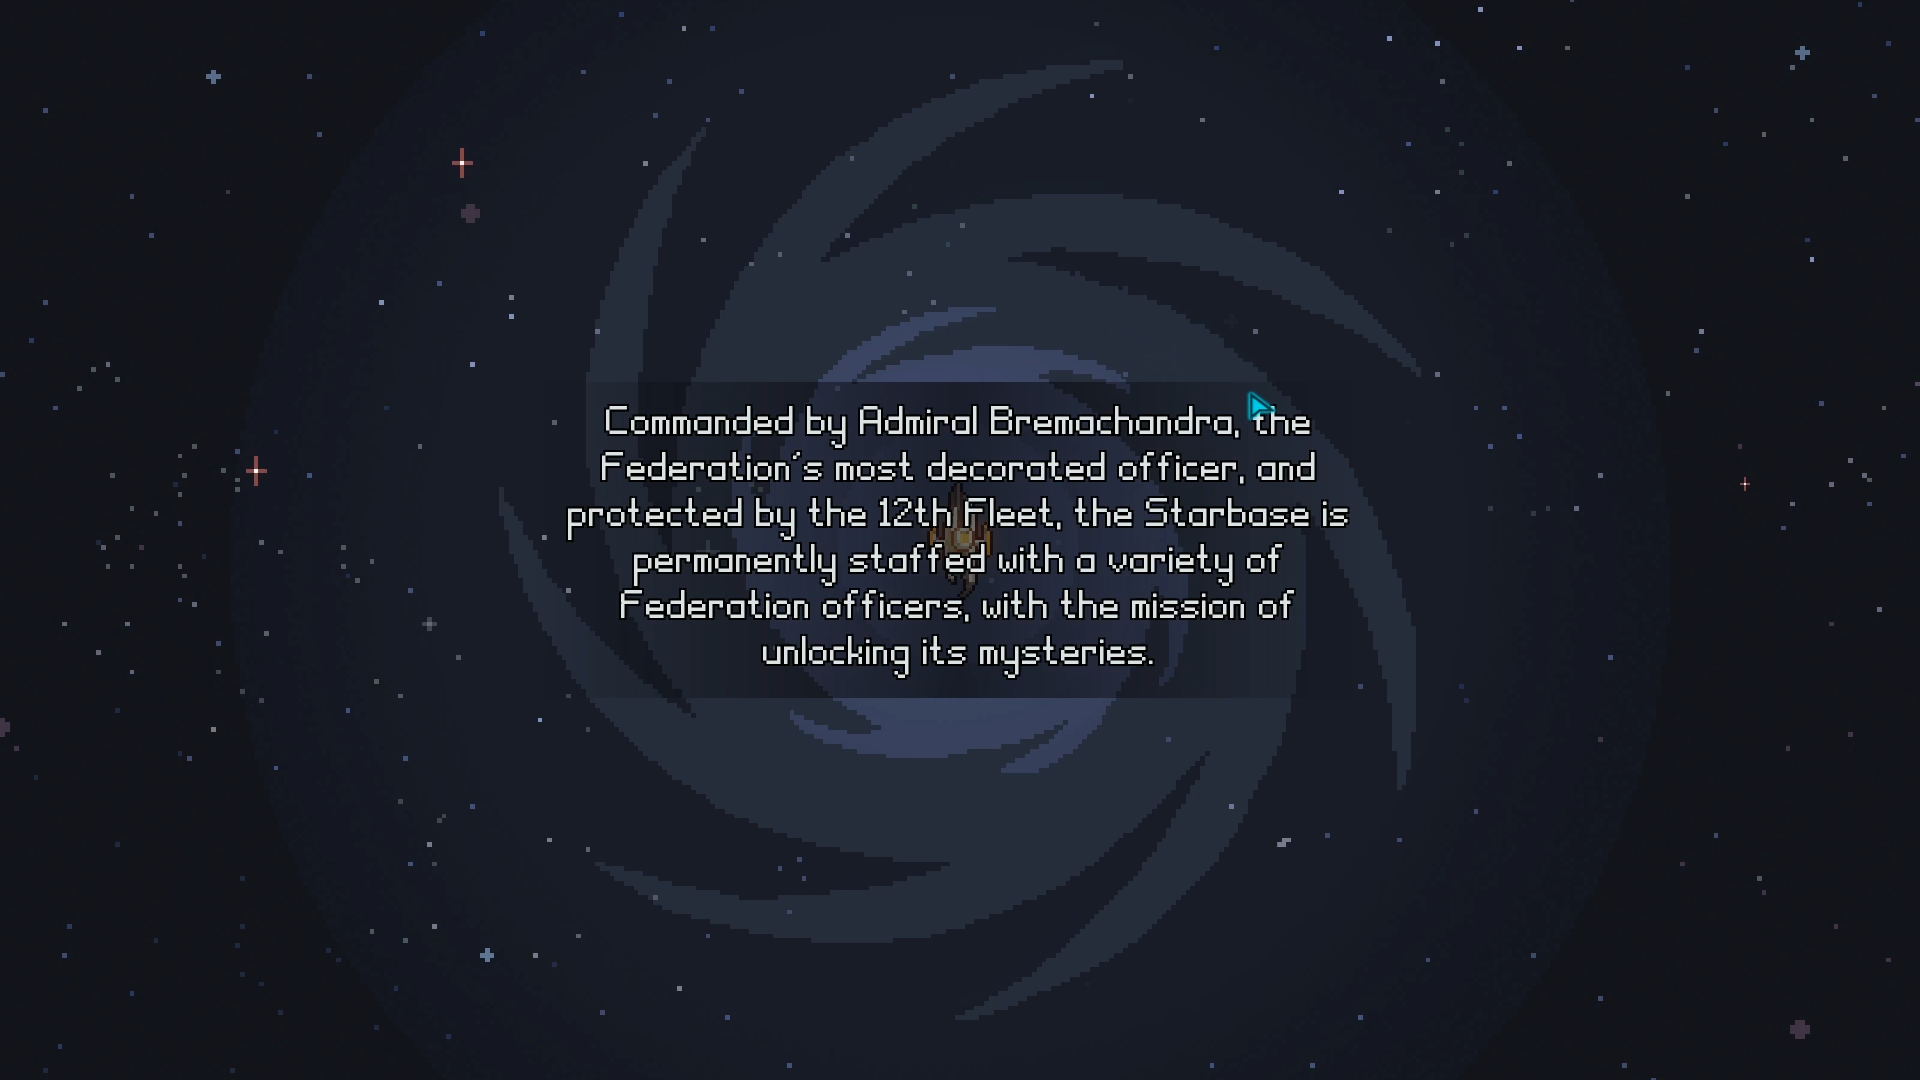 Commanded by Admiral Bremachandra, the
Federation's most decorated officer, and
protected by the 12th Fleet, the Starbase is
permanently staffed with a variety of
Federation officers, with the mission of
unlocking its mysteries.